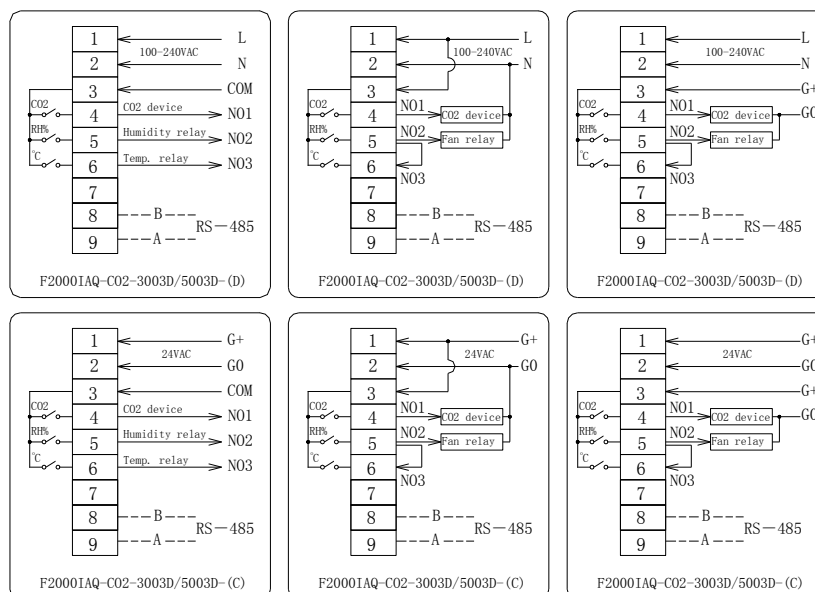 1 L
100-240VAC
2 N
3 COM
CO2
4 CO2 device NO1
RH%
5 Humidity relay NO2
℃
6 Temp. relay NO3
7
8 B
RS-485
9 A
F2000IAQ-CO2-3003D/5003D-(D)
1 L
100-240VAC
2 N
3
CO2
4 NO1 CO2 device
RH%
5 NO2 Fan relay
℃
6
NO3
7
8 B
RS-485
9 A
F2000IAQ-CO2-3003D/5003D-(D)
1 L
100-240VAC
2 N
3 G+
CO2
4 NO1 CO2 device G0
RH%
5 NO2 Fan relay
℃
6
NO3
7
8 B
RS-485
9 A
F2000IAQ-CO2-3003D/5003D-(D)
1 G+
24VAC
2 G0
3 COM
CO2
4 CO2 device NO1
RH%
5 Humidity relay NO2
℃
6 Temp. relay NO3
7
8 B
RS-485
9 A
F2000IAQ-CO2-3003D/5003D-(C)
1 G+
24VAC
2 G0
3
CO2
4 NO1 CO2 device
RH%
5 NO2 Fan relay
℃
6
NO3
7
8 B
RS-485
9 A
F2000IAQ-CO2-3003D/5003D-(C)
1 G+
24VAC
2 G0
3 G+
CO2
4 NO1 CO2 device G0
RH%
5 NO2 Fan relay
℃
6
NO3
7
8 B
RS-485
9 A
F2000IAQ-CO2-3003D/5003D-(C)